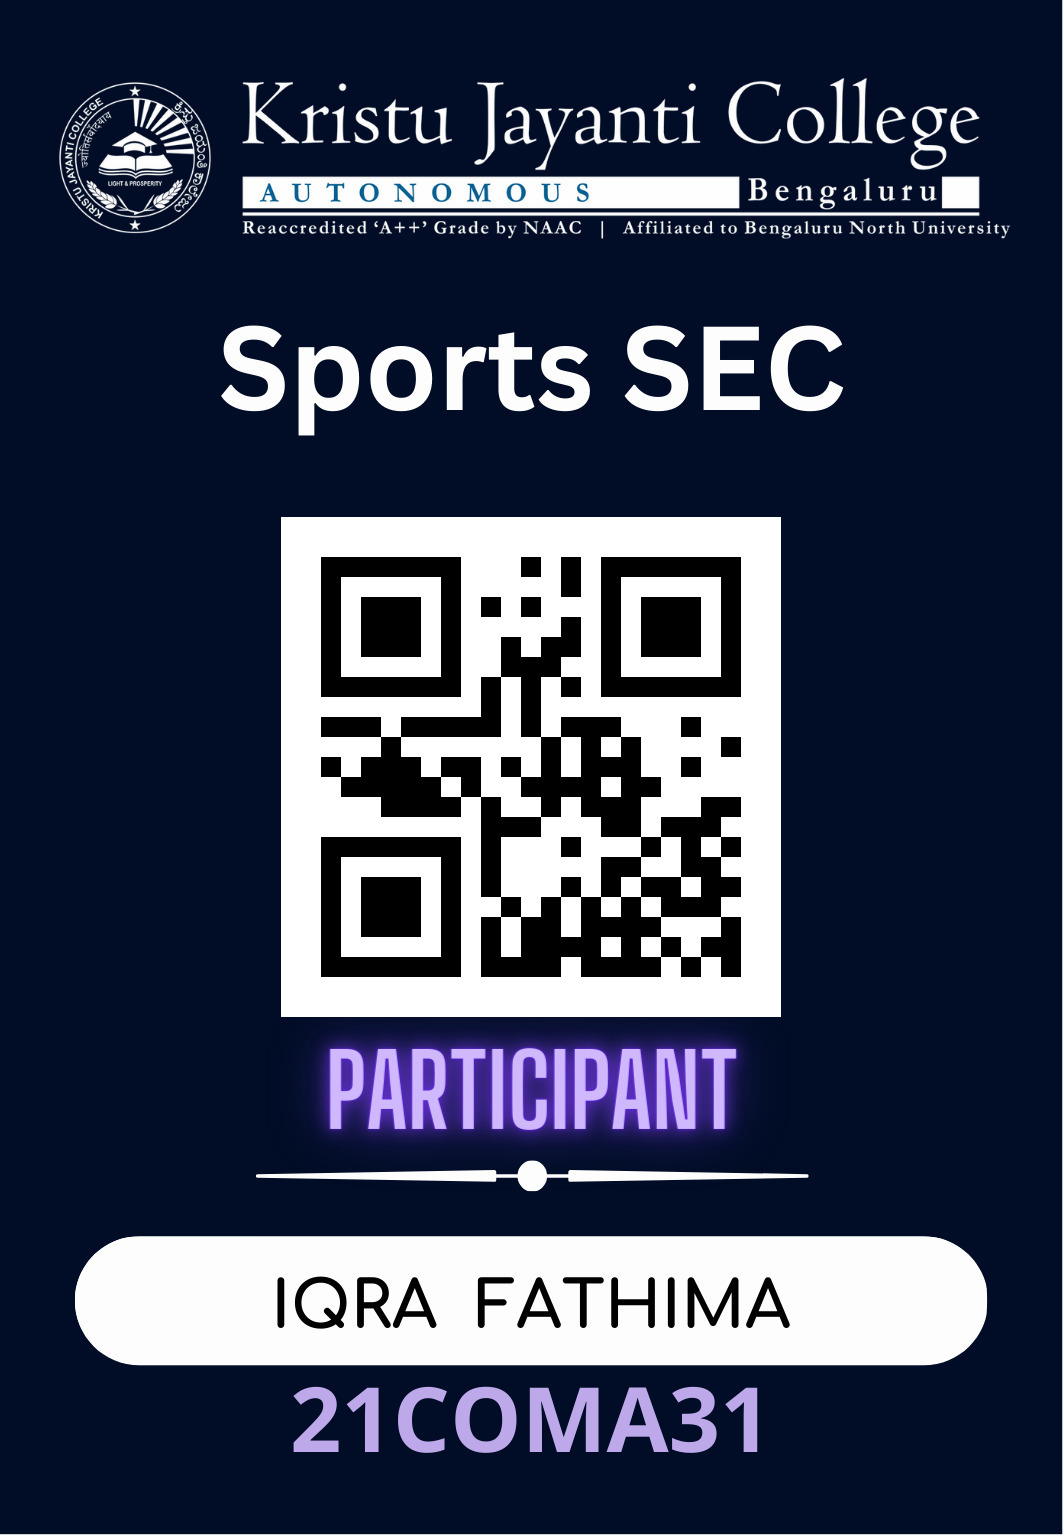 Kristu Jayanti College
AUTONOMOUS Bengaluru
Reaccredited ‘A++’ Grade by NAAC | Affiliated to Bengaluru North University
KRISTU JAYANTI COLLEGE
LIGHT & PROSPERITY
Sports SEC
PARTICIPANT
IQRA FATHIMA
21COMA31